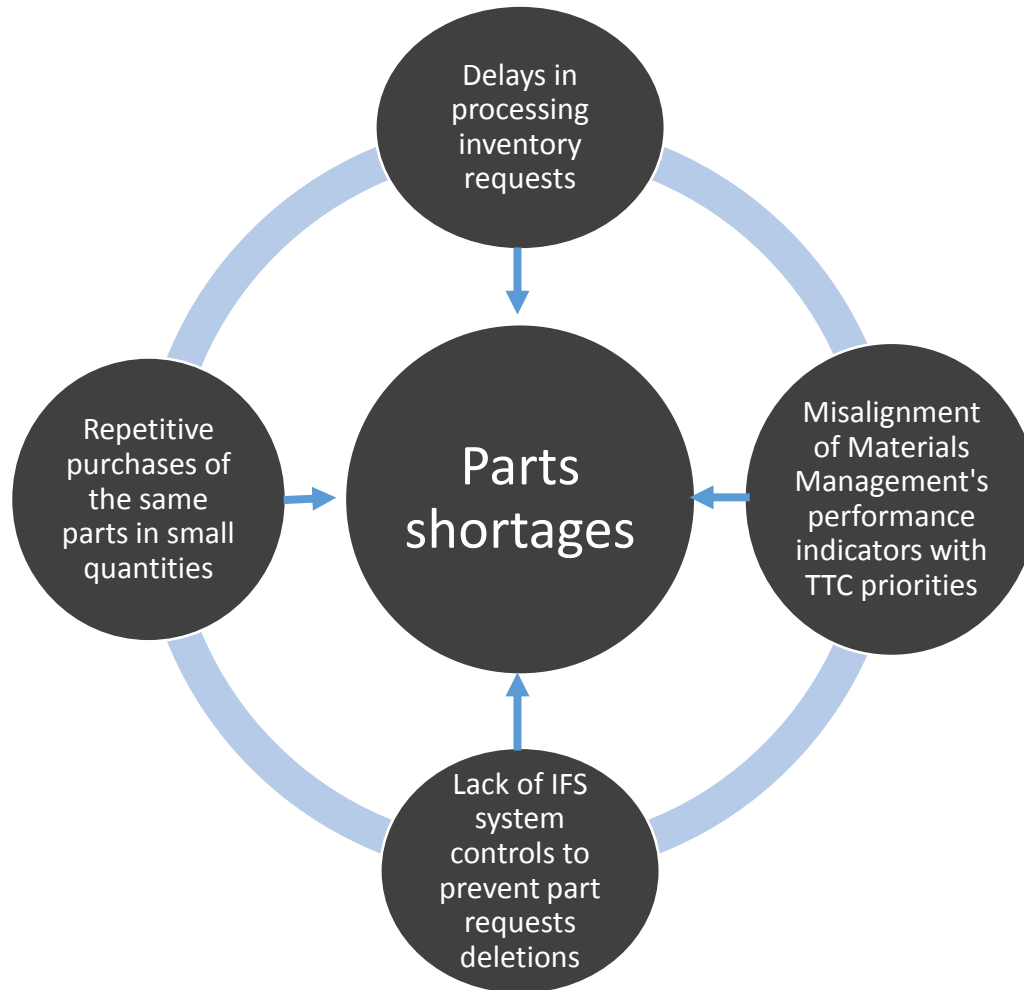 Delays in
processing
inventory
requests
Repetitive
purchases of
the same
parts in small
quantities
Parts
shortages
Misalignment
of Materials
Management's
performance
indicators with
TTC priorities
Lack of IFS
system
controls to
prevent part
requests
deletions